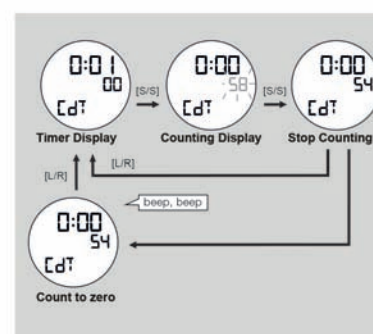 0:01
00
CdT
Timer Display
[S/S]
0:00
58
CdT
Counting Display
[S/S]
0:00
54
CdT
Stop Counting
[L/R]
[L/R]
beep, beep
0:00
54
CdT
Count to zero